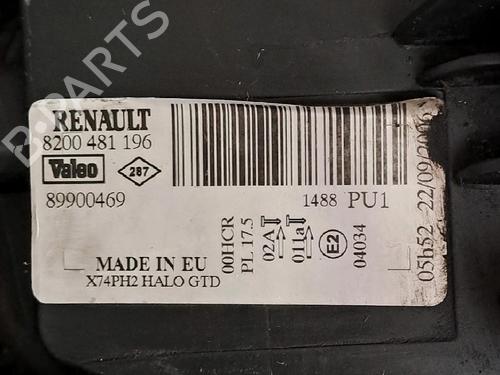 B-PARTS
RENAULT
8200 481 196
Valeo
287
89900469
1488 PU1
MADE IN EU
X74PH2 HALO GTD
00HCR
PL 17.5
02A
011a
E2
04034
05h52 22/09/2006